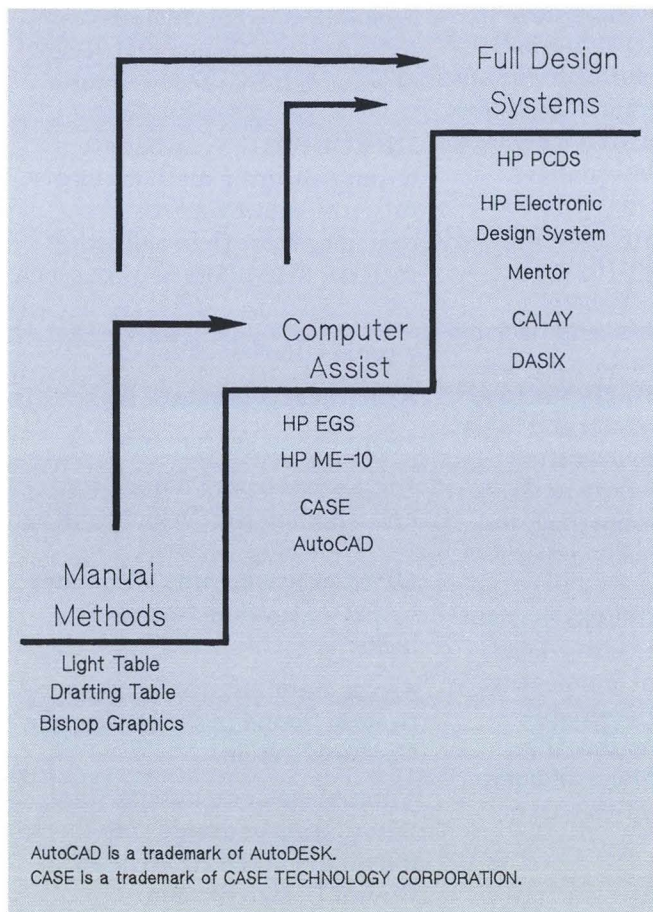 Full Design
Systems
HP PCDS
HP Electronic
Design System
Mentor
CALAY
DASIX
Computer
Assist
HP EGS
HP ME-10
CASE
AutoCAD
Manual
Methods
Light Table
Drafting Table
Bishop Graphics
AutoCAD is a trademark of AutoDESK.
CASE is a trademark of CASE TECHNOLOGY CORPORATION.